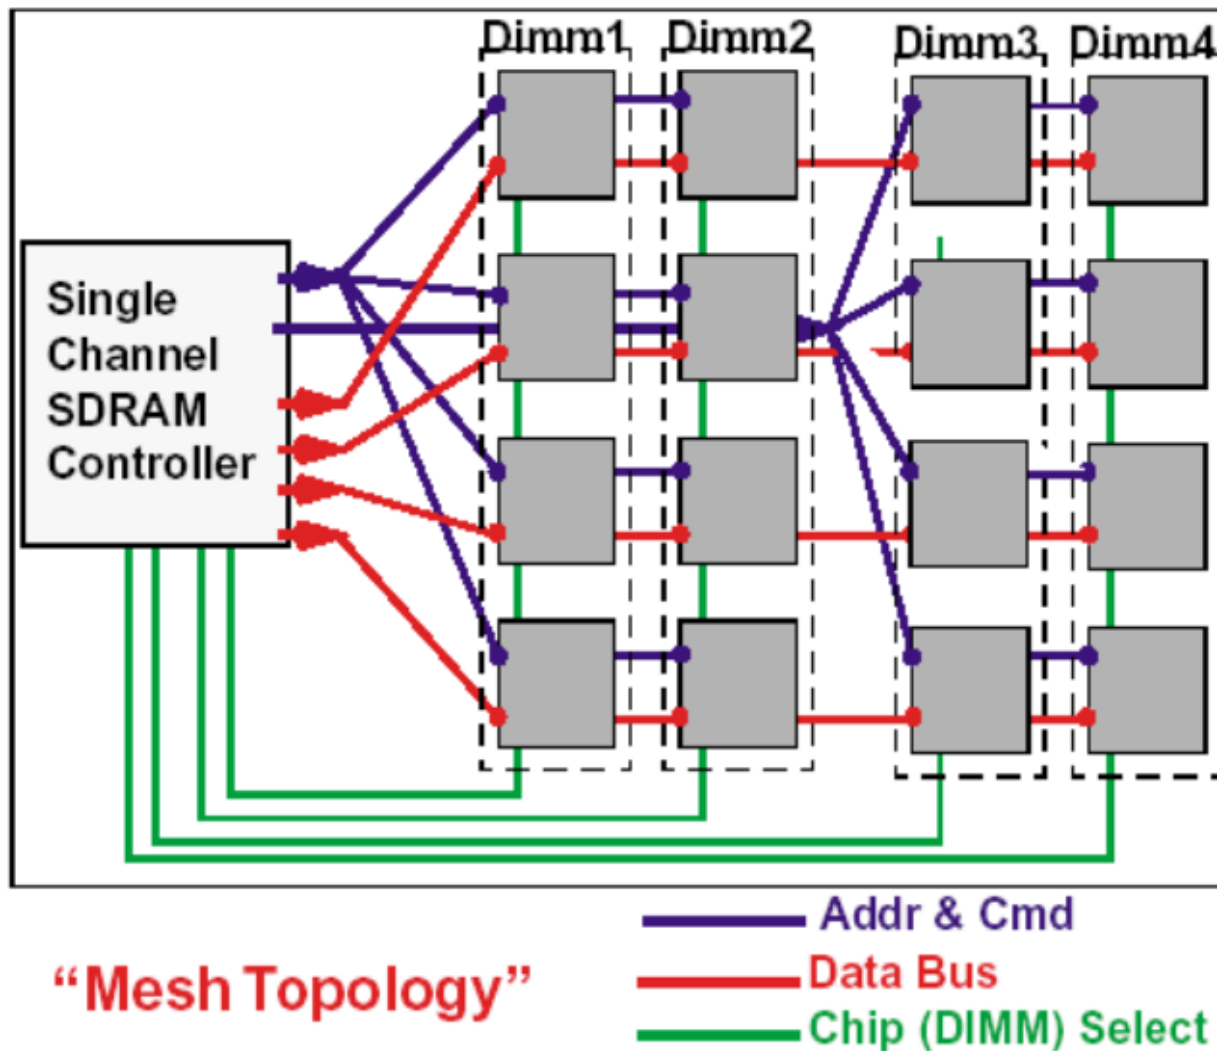 Dimm1 Dimm2 Dimm3 Dimm4
Single
Channel
SDRAM
Controller
Addr & Cmd
“Mesh Topology”
Data Bus
Chip (DIMM) Select